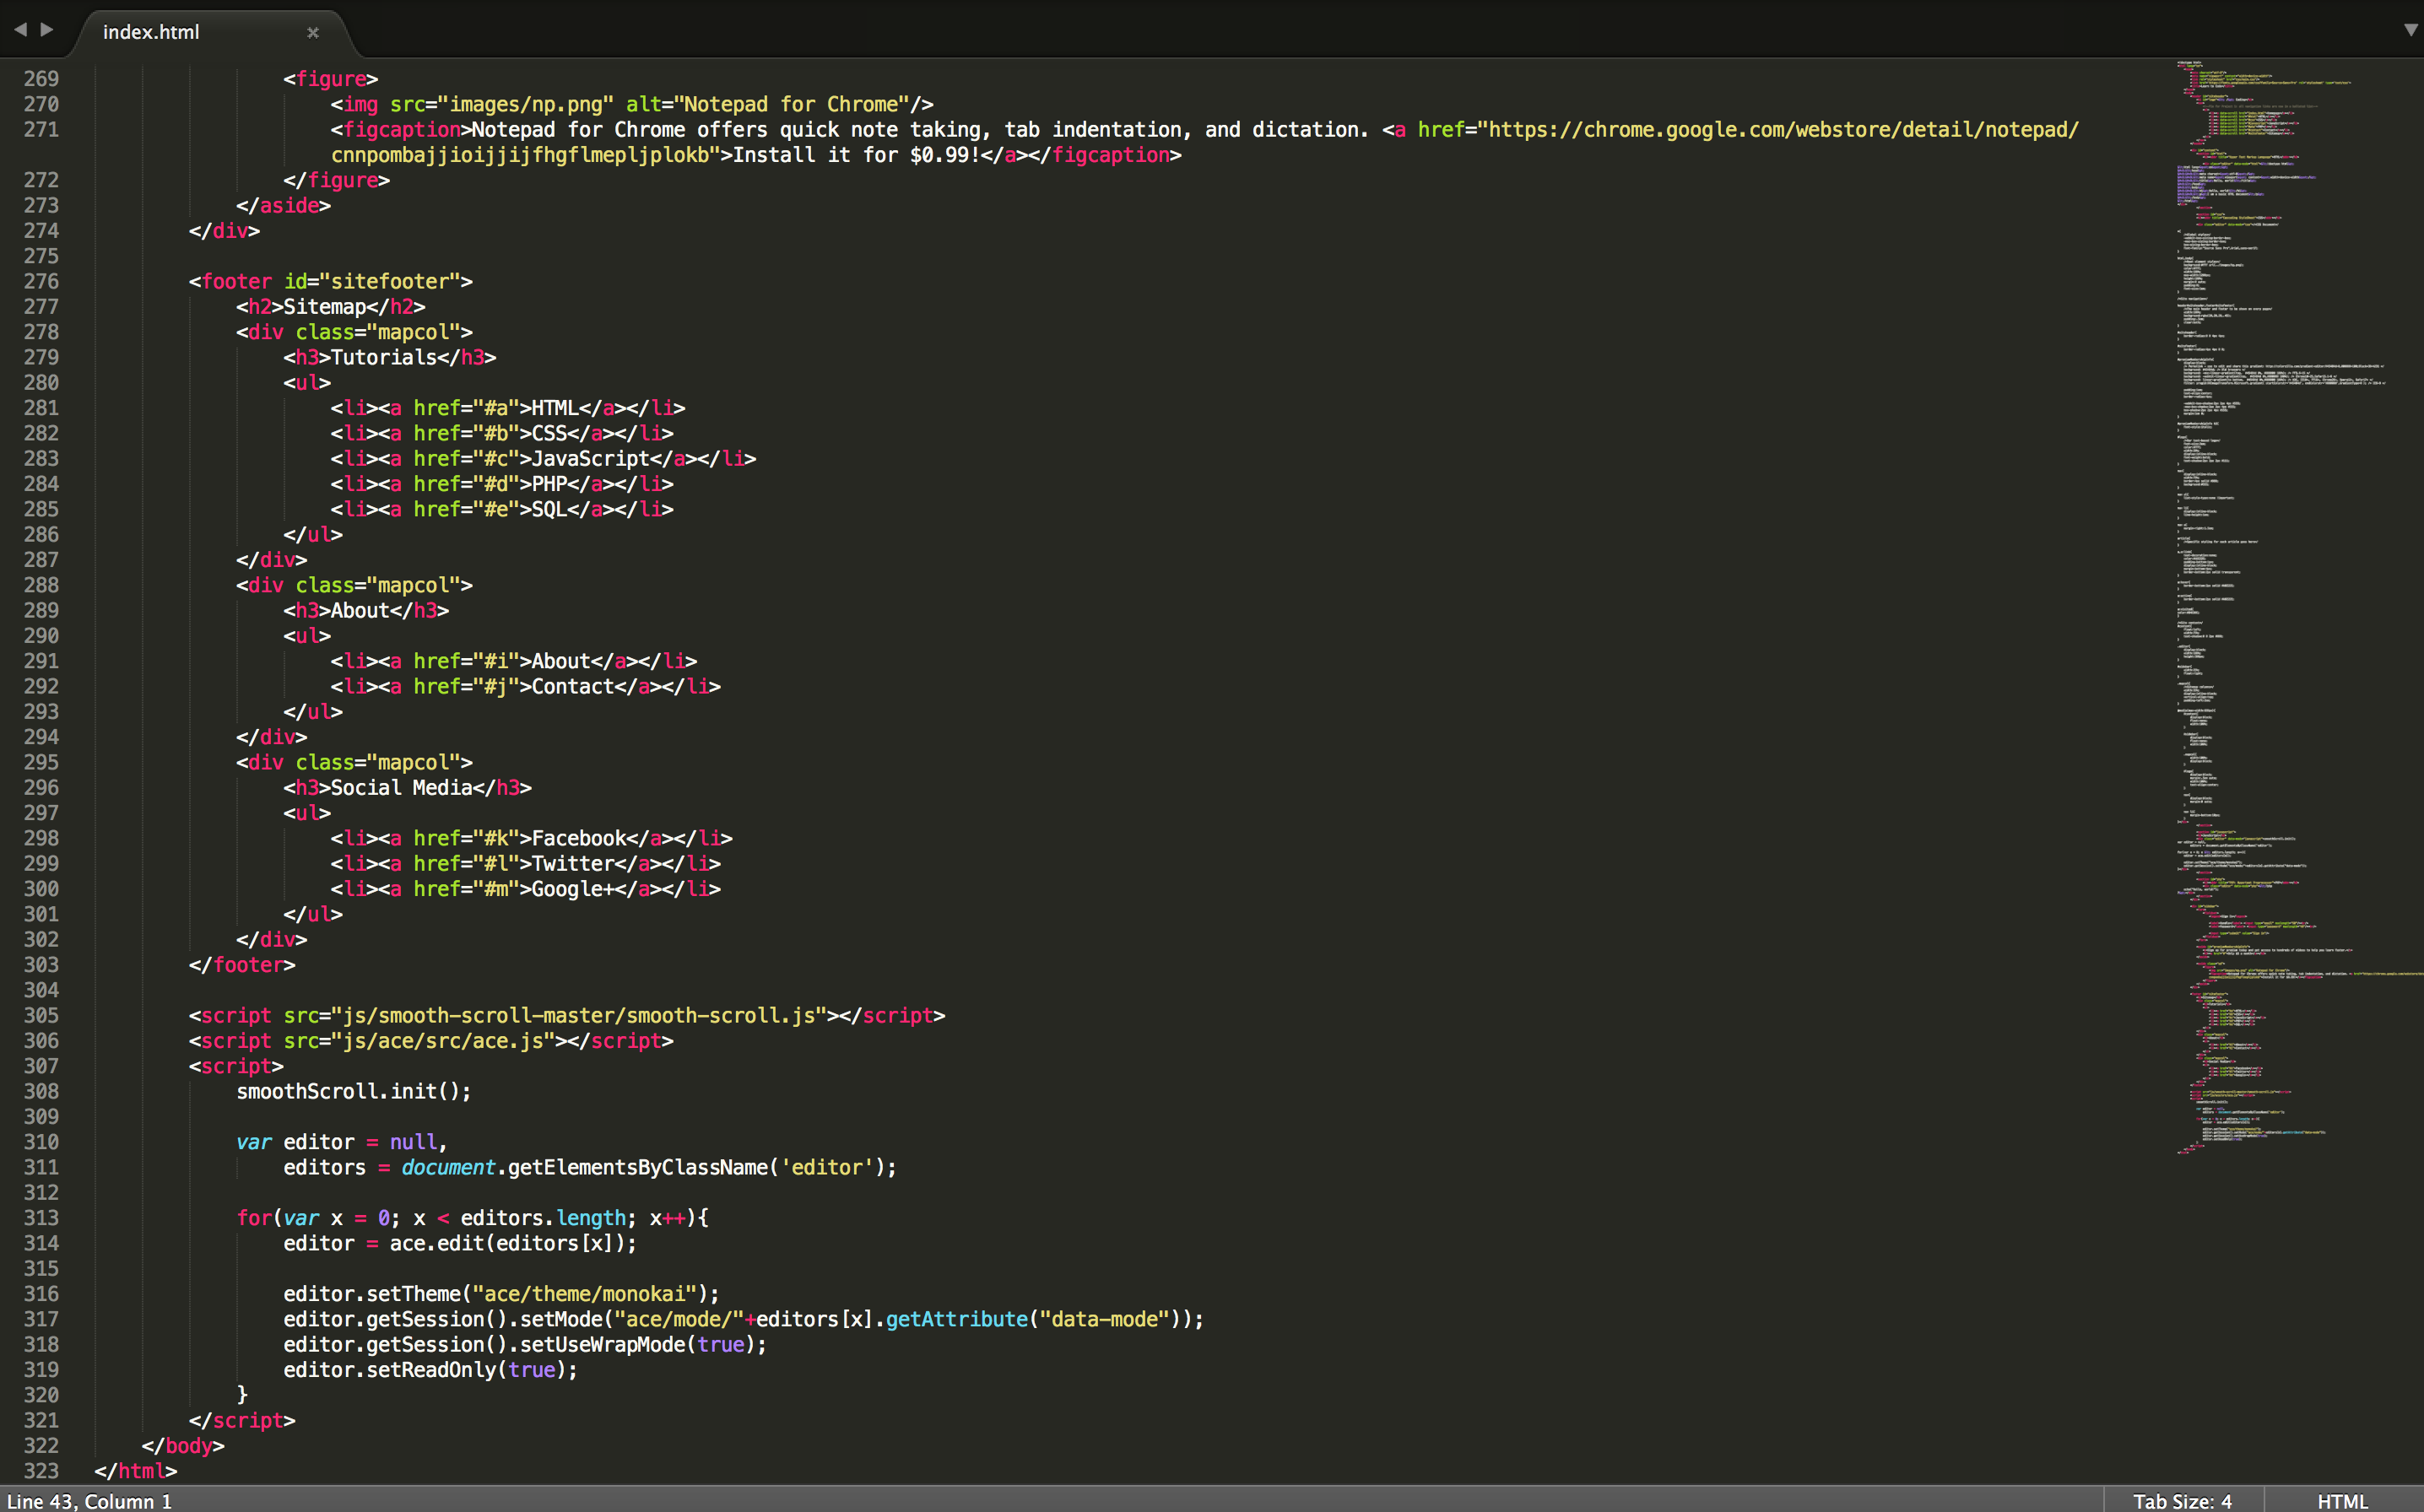 index.html
269 <figure>
270 <img src="images/np.png" alt="Notepad for Chrome"/>
271 <figcaption>Notepad for Chrome offers quick note taking, tab indentation, and dictation. <a href="https://chrome.google.com/webstore/detail/notepad/
cnnpombajjioijjijfhgflmepljplokb">Install it for $0.99!</a></figcaption>
272 </figure>
273 </aside>
274 </div>
275
276 <footer id="sitefooter">
277 <h2>Sitemap</h2>
278 <div class="mapcol">
279 <h3>Tutorials</h3>
280 <ul>
281 <li><a href="#a">HTML</a></li>
282 <li><a href="#b">CSS</a></li>
283 <li><a href="#c">JavaScript</a></li>
284 <li><a href="#d">PHP</a></li>
285 <li><a href="#e">SQL</a></li>
286 </ul>
287 </div>
288 <div class="mapcol">
289 <h3>About</h3>
290 <ul>
291 <li><a href="#i">About</a></li>
292 <li><a href="#j">Contact</a></li>
293 </ul>
294 </div>
295 <div class="mapcol">
296 <h3>Social Media</h3>
297 <ul>
298 <li><a href="#k">Facebook</a></li>
299 <li><a href="#l">Twitter</a></li>
300 <li><a href="#m">Google+</a></li>
301 </ul>
302 </div>
303 </footer>
304
305 <script src="js/smooth-scroll-master/smooth-scroll.js"></script>
306 <script src="js/ace/src/ace.js"></script>
307 <script>
308 smoothScroll.init();
309
310 var editor = null,
311 editors = document.getElementsByClassName('editor');
312
313 for(var x = 0; x < editors.length; x++){
314 editor = ace.edit(editors[x]);
315
316 editor.setTheme("ace/theme/monokai");
317 editor.getSession().setMode("ace/mode/"+editors[x].getAttribute("data-mode"));
318 editor.getSession().setUseWrapMode(true);
319 editor.setReadOnly(true);
320 }
321 </script>
322 </body>
323 </html>
Line 43, Column 1 Tab Size: 4 HTML